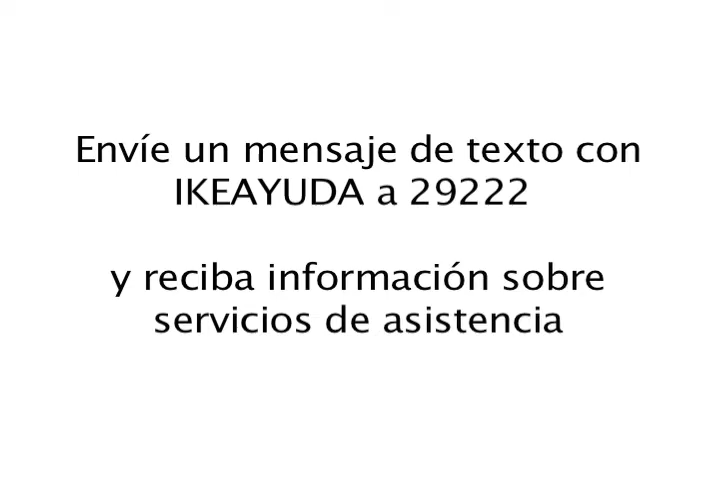 Envíe un mensaje de texto con
IKEAYUDA a 29222
y reciba información sobre
servicios de asistencia